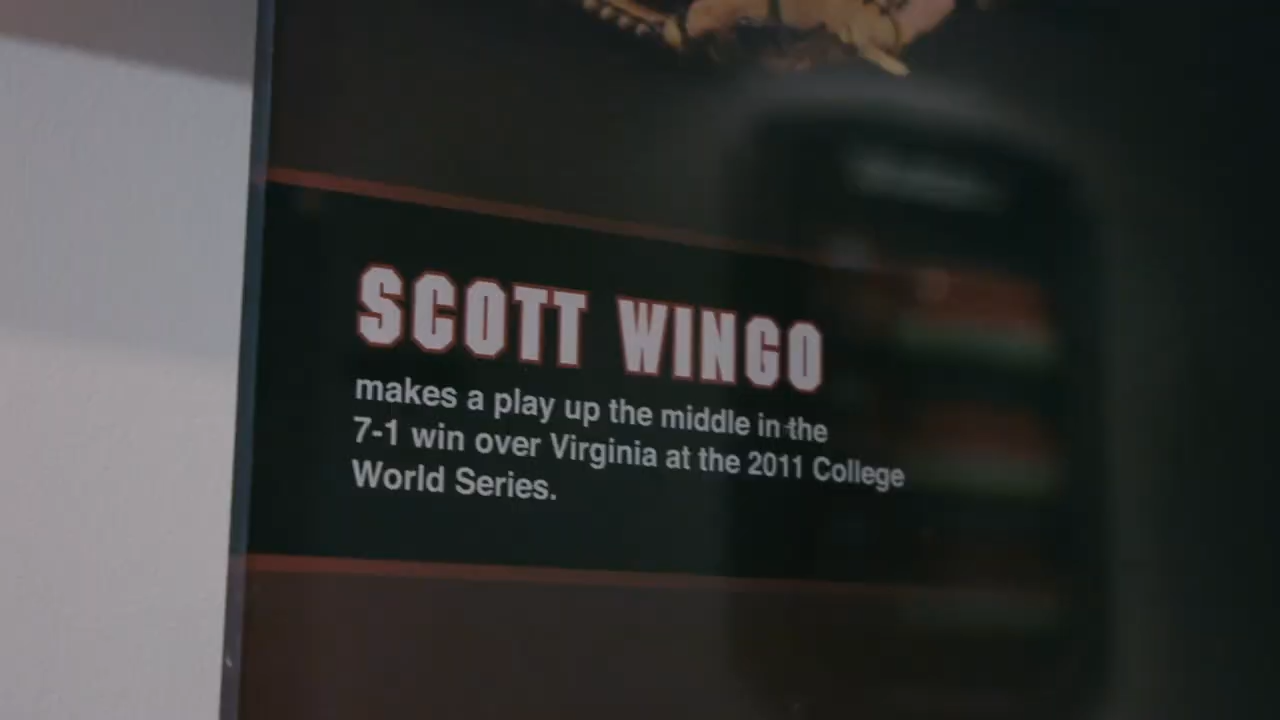 SCOTT WINGO
makes a play up the middle in the
7-1 win over Virginia at the 2011 College
World Series.